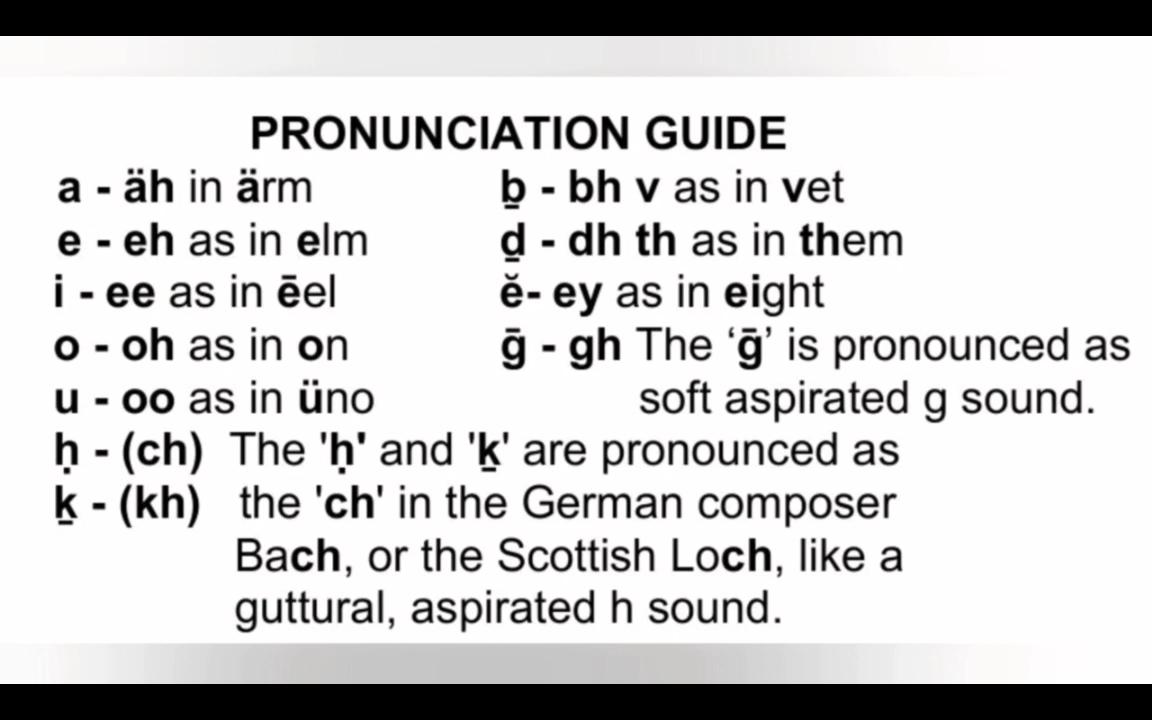 PRONUNCIATION GUIDE
a - äh in ärm
e - eh as in elm
i - ee as in ēel
o - oh as in on
u - oo as in üno
ḇ - bh v as in vet
ḏ - dh th as in them
ĕ- ey as in eight
ḡ - gh The ‘ḡ’ is pronounced as
soft aspirated g sound.
ḥ - (ch) The 'ḥ' and 'ḵ' are pronounced as
ḵ - (kh) the 'ch' in the German composer
Bach, or the Scottish Loch, like a
guttural, aspirated h sound.